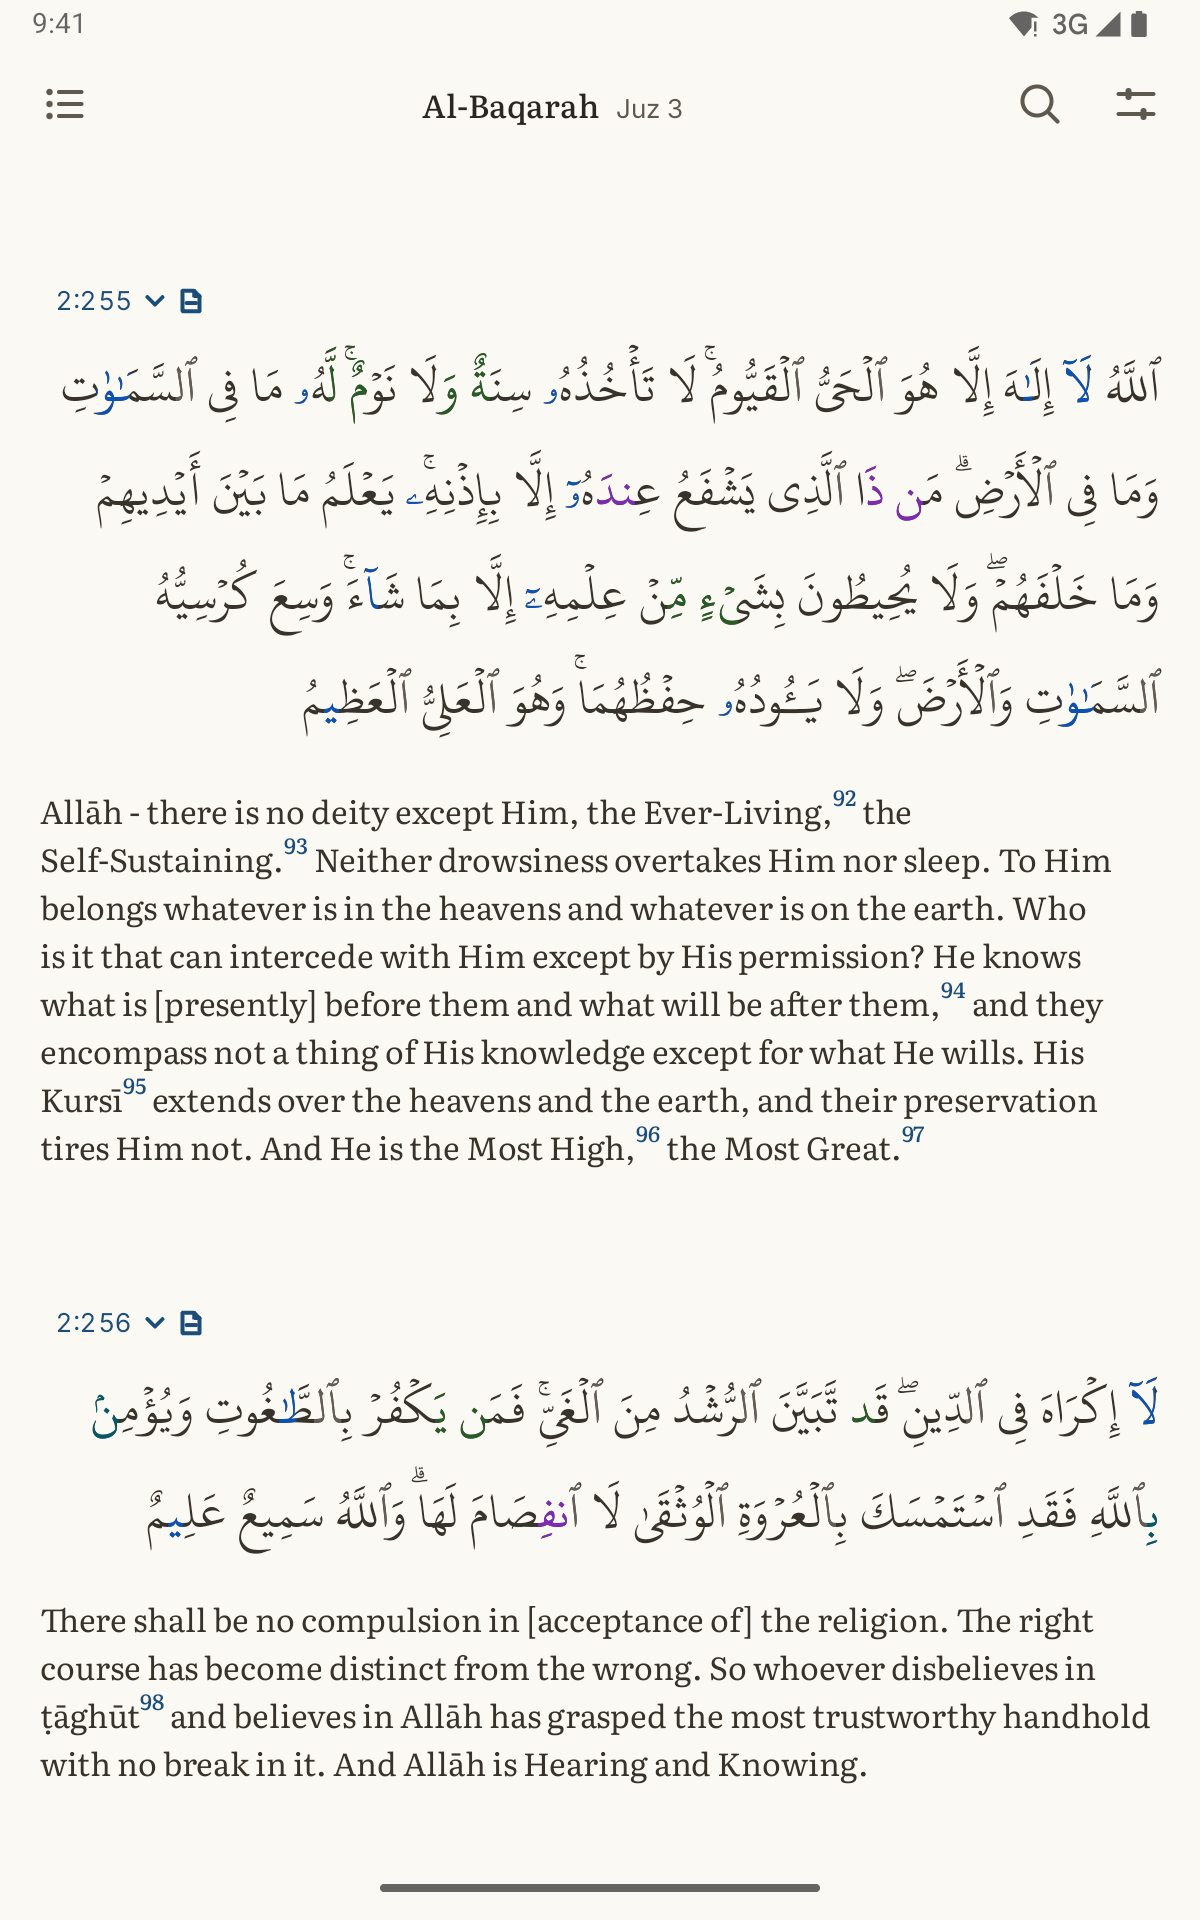 9:41
3G
Al-Baqarah Juz 3
2:255
ٱللَّهُ لَآ إِلَـٰهَ إِلَّا هُوَ ٱلْحَىُّ ٱلْقَيُّومُ ۚ لَا تَأْخُذُهُۥ سِنَةٌ وَلَا نَوْمٌ ۚ لَّهُۥ مَا فِى ٱلسَّمَـٰوَٰتِ
وَمَا فِى ٱلْأَرْضِ ۗ مَن ذَا ٱلَّذِى يَشْفَعُ عِندَهُۥٓ إِلَّا بِإِذْنِهِۦ ۚ يَعْلَمُ مَا بَيْنَ أَيْدِيهِمْ
وَمَا خَلْفَهُمْ ۖ وَلَا يُحِيطُونَ بِشَىْءٍ مِّنْ عِلْمِهِۦٓ إِلَّا بِمَا شَآءَ ۚ وَسِعَ كُرْسِيُّهُ
ٱلسَّمَـٰوَٰتِ وَٱلْأَرْضَ ۖ وَلَا يَـُٔودُهُۥ حِفْظُهُمَا ۚ وَهُوَ ٱلْعَلِىُّ ٱلْعَظِيمُ
Allāh - there is no deity except Him, the Ever-Living,92 the
Self-Sustaining.93 Neither drowsiness overtakes Him nor sleep. To Him
belongs whatever is in the heavens and whatever is on the earth. Who
is it that can intercede with Him except by His permission? He knows
what is [presently] before them and what will be after them,94 and they
encompass not a thing of His knowledge except for what He wills. His
Kursī95 extends over the heavens and the earth, and their preservation
tires Him not. And He is the Most High,96 the Most Great.97
2:256
لَآ إِكْرَاهَ فِى ٱلدِّينِ ۖ قَد تَّبَيَّنَ ٱلرُّشْدُ مِنَ ٱلْغَىِّ ۚ فَمَن يَكْفُرْ بِٱلطَّـٰغُوتِ وَيُؤْمِنۢ
بِٱللَّهِ فَقَدِ ٱسْتَمْسَكَ بِٱلْعُرْوَةِ ٱلْوُثْقَىٰ لَا ٱنفِصَامَ لَهَا ۗ وَٱللَّهُ سَمِيعٌ عَلِيمٌ
There shall be no compulsion in [acceptance of] the religion. The right
course has become distinct from the wrong. So whoever disbelieves in
ṭāghūt98 and believes in Allāh has grasped the most trustworthy handhold
with no break in it. And Allāh is Hearing and Knowing.